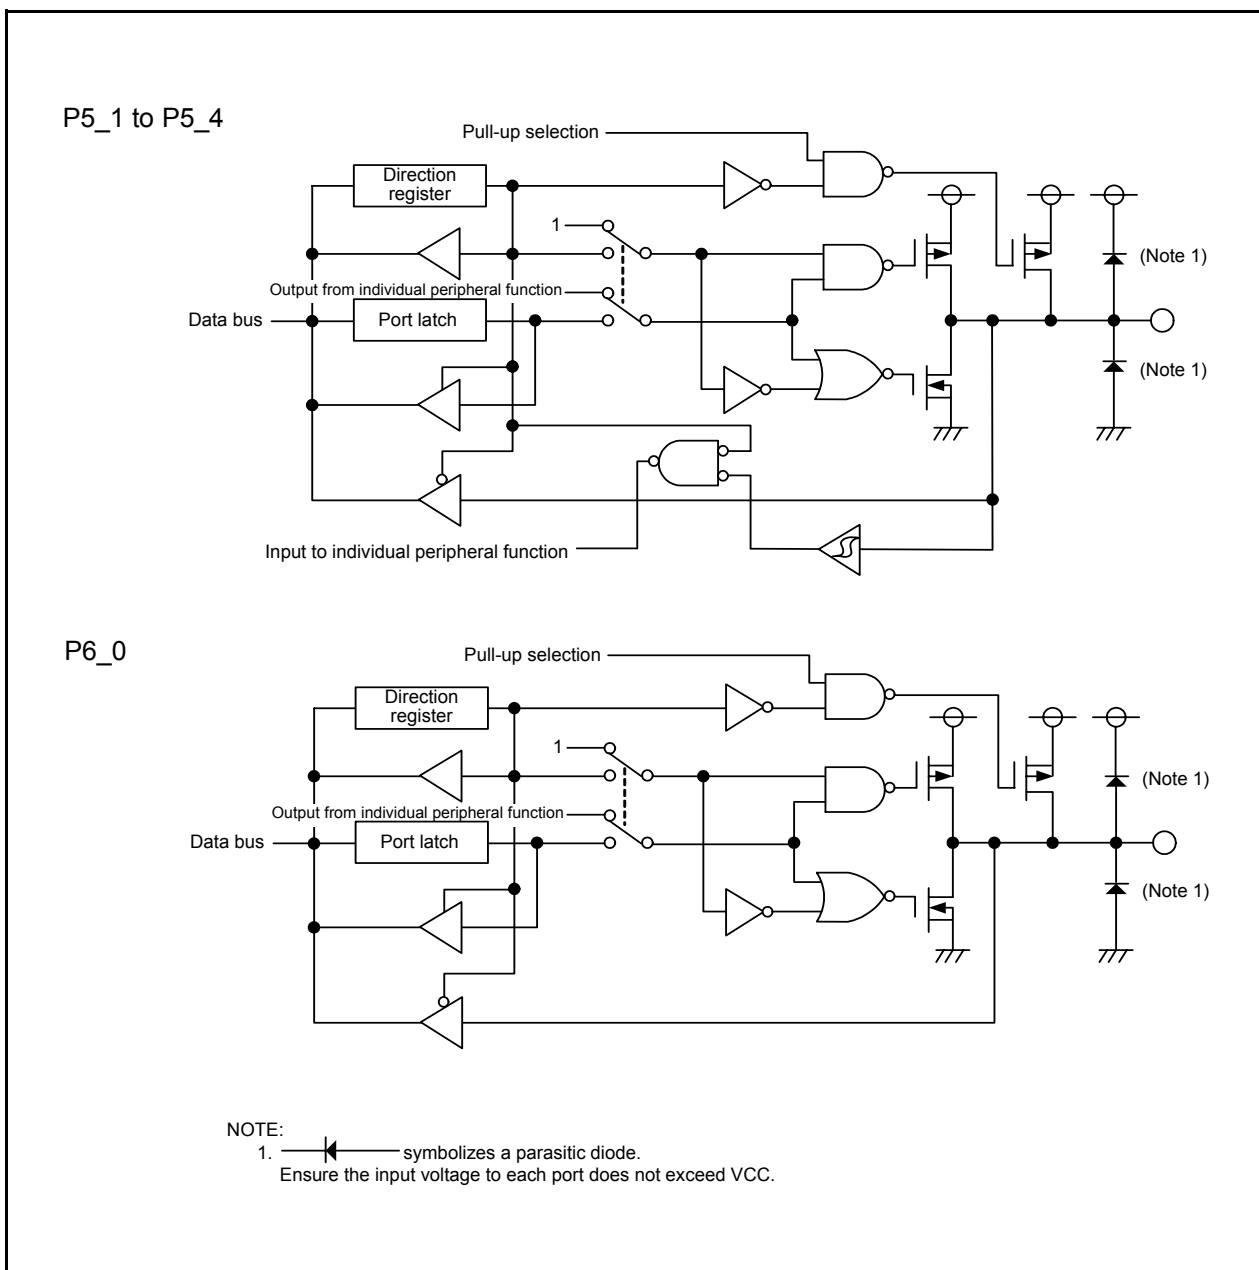 P5_1 to P5_4
Pull-up selection
Direction
register
1
(Note 1)
Output from individual peripheral function
Data bus
Port latch
(Note 1)
Input to individual peripheral function
P6_0
Pull-up selection
Direction
register
1
(Note 1)
Output from individual peripheral function
Data bus
Port latch
(Note 1)
NOTE:
1. symbolizes a parasitic diode.
Ensure the input voltage to each port does not exceed VCC.